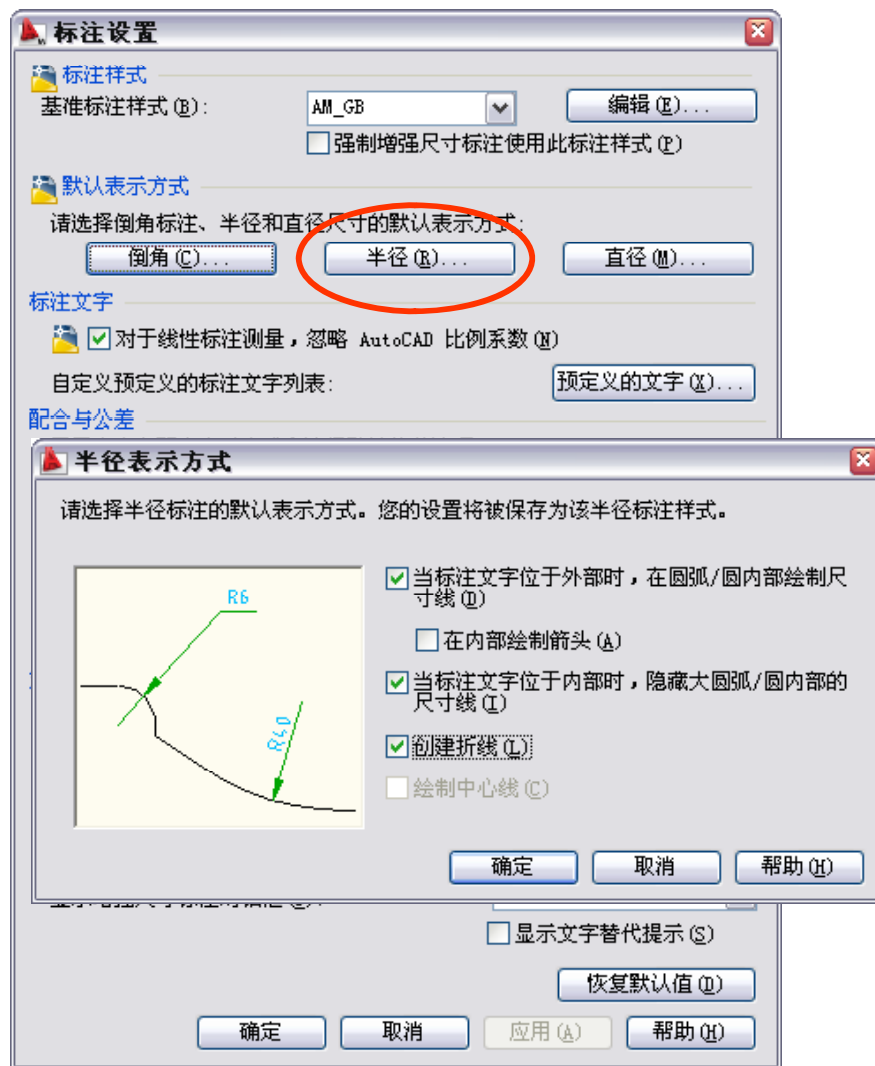 标注设置
标注样式
基准标注样式(B):
AM_GB
编辑(E)...
强制增强尺寸标注使用此标注样式(P)
默认表示方式
请选择倒角标注、半径和直径尺寸的默认表示方式:
倒角(C)...
半径(R)...
直径(M)...
标注文字
对于线性标注测量,忽略 AutoCAD 比例系数(N)
自定义预定义的标注文字列表:
预定义的文字(X)...
配合与公差
半径表示方式
请选择半径标注的默认表示方式。您的设置将被保存为该半径标注样式。
R6
R40
当标注文字位于外部时,在圆弧/圆内部绘制尺
寸线(D)
在内部绘制箭头(A)
当标注文字位于内部时,隐藏大圆弧/圆内部的
尺寸线(I)
创建折线(L)
绘制中心线(C)
确定
取消
帮助(H)
显示文字替代提示(S)
恢复默认值(D)
确定
取消
应用(A)
帮助(H)